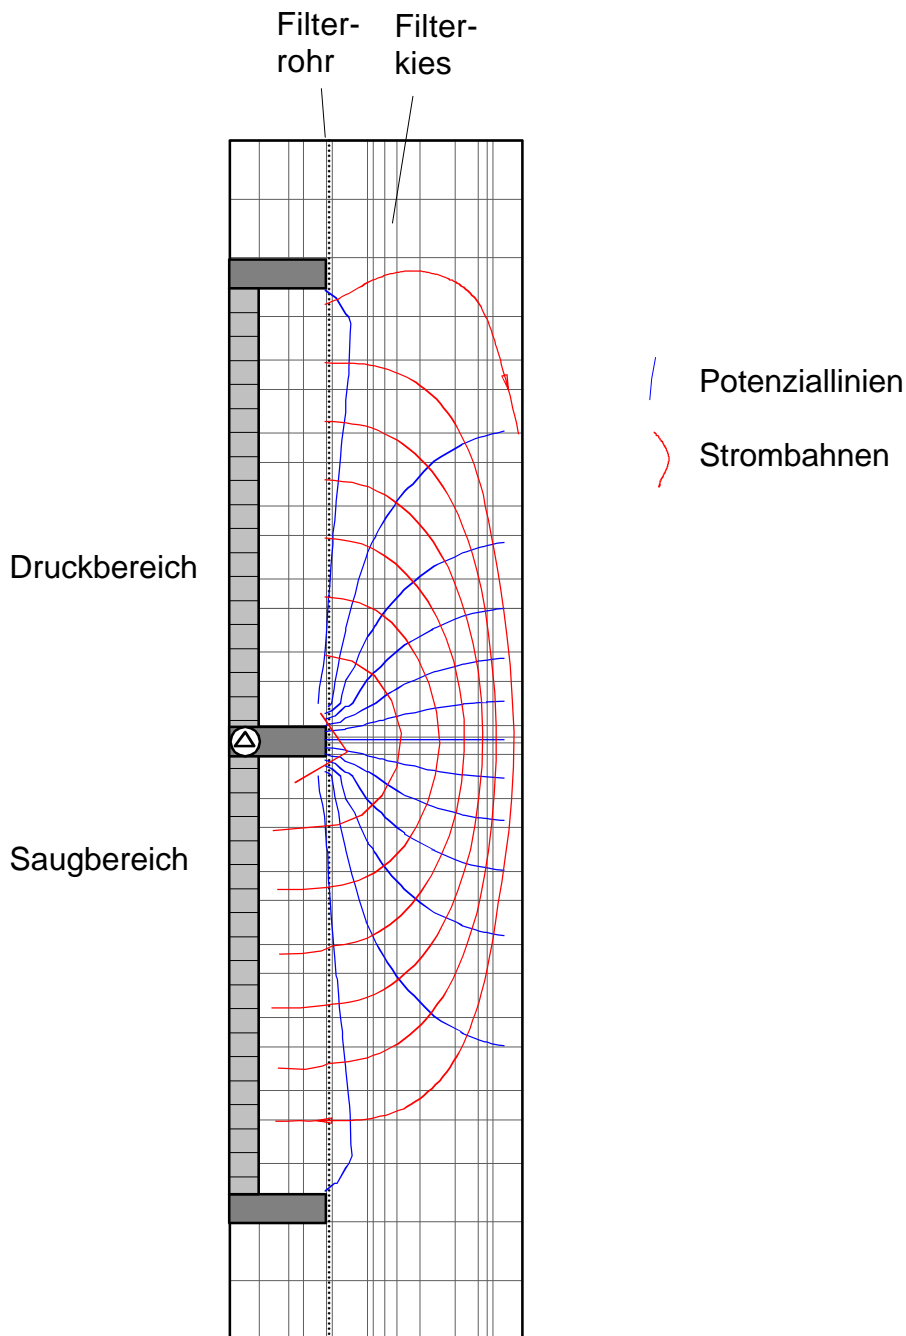 Filter-
rohr
Filter-
kies
Potenziallinien
Strombahnen
Druckbereich
Saugbereich